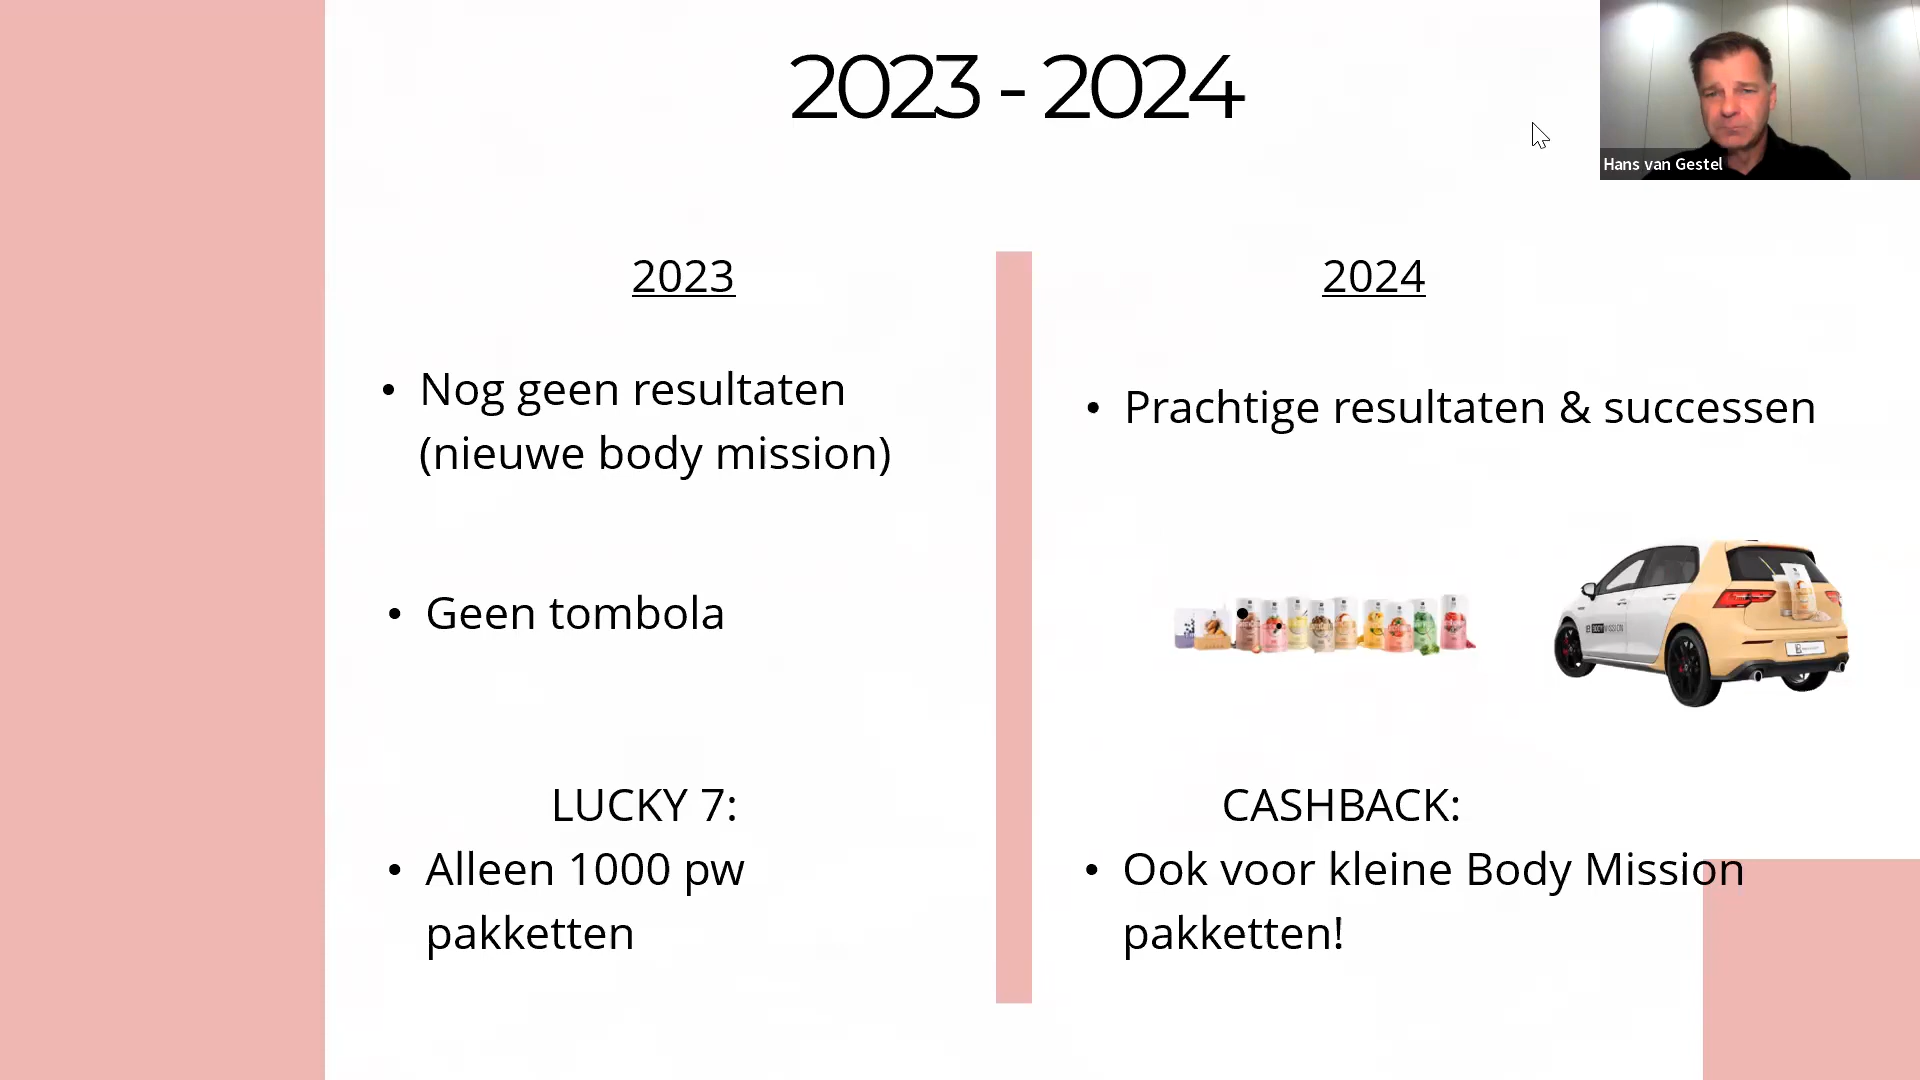 2023 - 2024
Hans van Gestel
2023
• Nog geen resultaten
(nieuwe body mission)
• Geen tombola
LUCKY 7:
• Alleen 1000 pw
pakketten
2024
• Prachtige resultaten & successen
CASHBACK:
• Ook voor kleine Body Mission
pakketten!